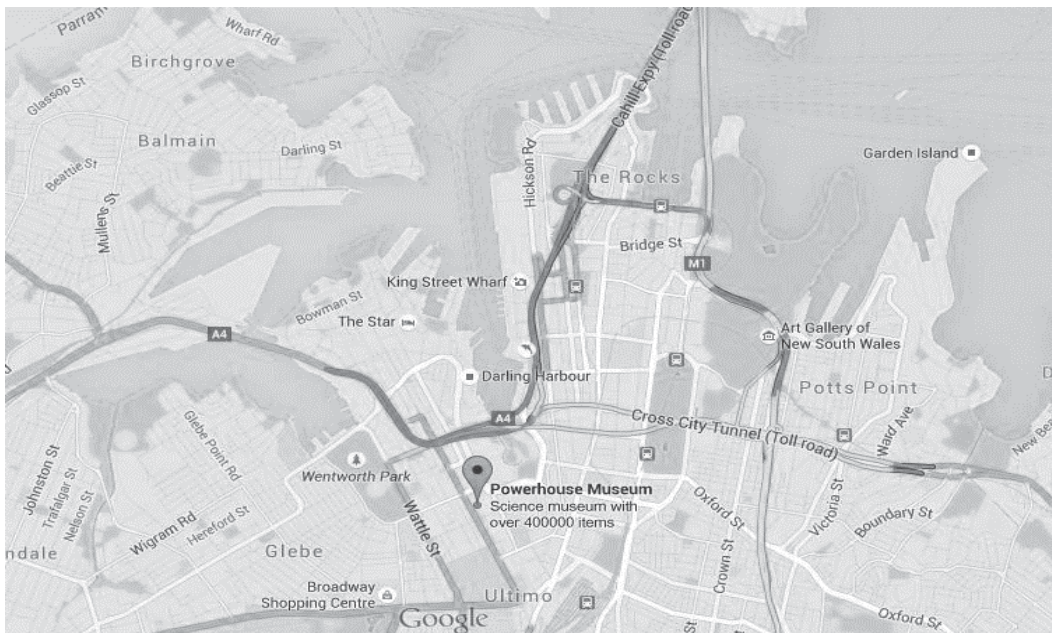 Wharf Rd
Birchgrove
Glassop St
Balmain
Darling St
Beattie St
Mullens St
Cahill Expy (Toll road)
Hickson Rd
The Rocks
Garden Island
Bridge St
M1
King Street Wharf
Bowman St
The Star
A4
Art Gallery of
New South Wales
Darling Harbour
Potts Point
A4
Cross City Tunnel (Toll road)
Ward Ave
Glebe Point Rd
Wentworth Park
Johnston St
Trafalgar St
Nelson St
Powerhouse Museum
Science museum with
over 400000 items
Oxford St
Victoria St
Boundary St
Wigram Rd
Hereford St
Wattle St
Crown St
ndale
Glebe
Broadway
Shopping Centre
Ultimo
Google
Oxford St